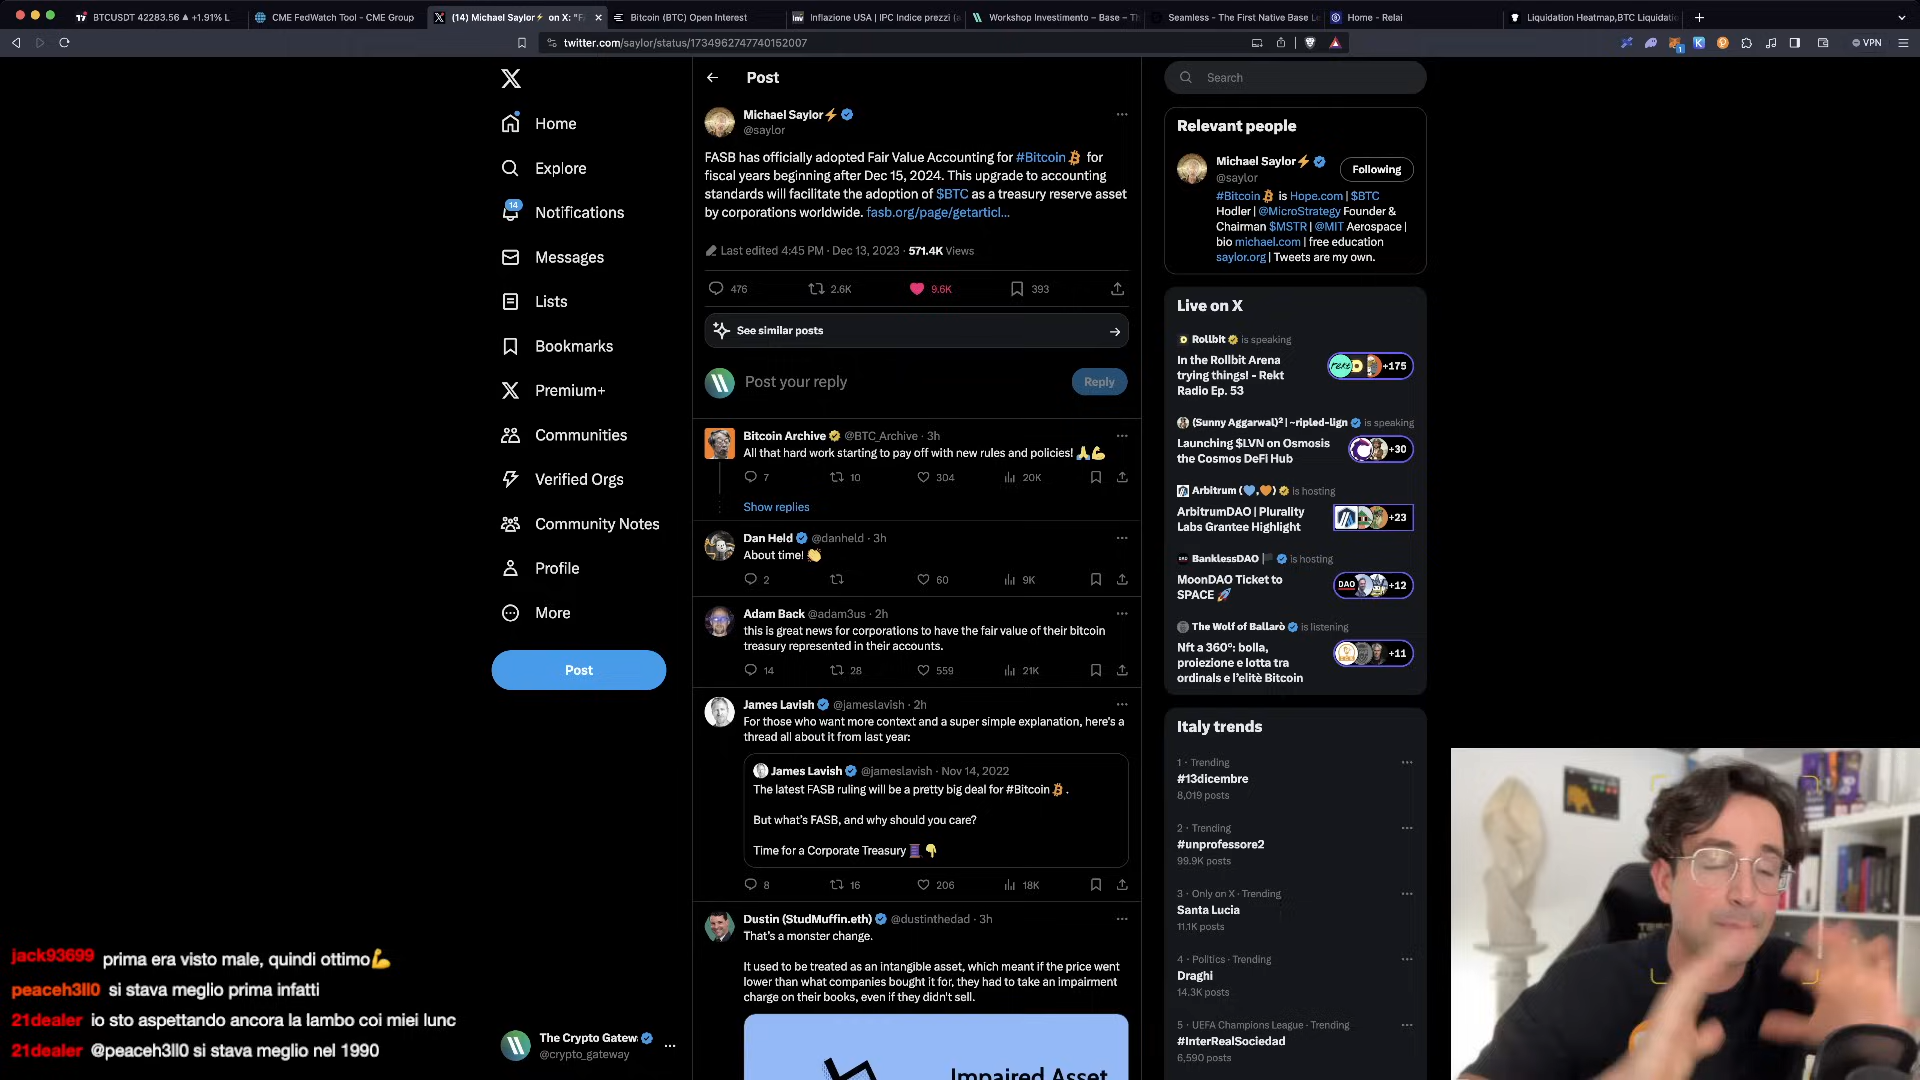 BTCUSDT 42283.56 ▲ +1.91% L
CME FedWatch Tool - CME Group
(14) Michael Saylor⚡ on X: "F
Bitcoin (BTC) Open Interest
Inflazione USA | IPC Indice prezzi (a
Workshop Investimento – Base – T
Seamless - The First Native Base Le
Home - Relai
Liquidation Heatmap,BTC Liquidatio
twitter.com/saylor/status/1734962747740152007
VPN
Home
Explore
14
Notifications
Messages
Lists
Bookmarks
Premium+
Communities
Verified Orgs
Community Notes
Profile
More
Post
The Crypto Gatew
@crypto_gateway
Post
Michael Saylor⚡
@saylor
FASB has officially adopted Fair Value Accounting for #Bitcoin for
fiscal years beginning after Dec 15, 2024. This upgrade to accounting
standards will facilitate the adoption of $BTC as a treasury reserve asset
by corporations worldwide. fasb.org/page/getarticl...
Last edited 4:45 PM · Dec 13, 2023 · 571.4K Views
476 2.6K 9.6K 393
See similar posts
Post your reply
Reply
Bitcoin Archive @BTC_Archive · 3h
All that hard work starting to pay off with new rules and policies! 🙏💪
7 10 304 20K
Show replies
Dan Held @danheld · 3h
About time! 👏
2 60 9K
Adam Back @adam3us · 2h
this is great news for corporations to have the fair value of their bitcoin
treasury represented in their accounts.
14 28 559 21K
James Lavish @jameslavish · 2h
For those who want more context and a super simple explanation, here's a
thread all about it from last year:
James Lavish @jameslavish · Nov 14, 2022
The latest FASB ruling will be a pretty big deal for #Bitcoin .
But what's FASB, and why should you care?
Time for a Corporate Treasury 🧵👇
8 16 206 18K
Dustin (StudMuffin.eth) @dustinthedad · 3h
That's a monster change.
It used to be treated as an intangible asset, which meant if the price went
lower than what companies bought it for, they had to take an impairment
charge on their books, even if they didn't sell.
Impaired Asset
Search
Relevant people
Michael Saylor⚡
@saylor
Following
#Bitcoin is Hope.com | $BTC
Hodler | @MicroStrategy Founder &
Chairman $MSTR | @MIT Aerospace |
bio michael.com | free education
saylor.org | Tweets are my own.
Live on X
Rollbit is speaking
In the Rollbit Arena
trying things! - Rekt
Radio Ep. 53
+175
(Sunny Aggarwal)² | ~ripled-lign is speaking
Launching $LVN on Osmosis
the Cosmos DeFi Hub
+30
Arbitrum (💙,🧡) is hosting
ArbitrumDAO | Plurality
Labs Grantee Highlight
+23
BanklessDAO 🏴 is hosting
MoonDAO Ticket to
SPACE 🚀
DAO
+12
The Wolf of Ballarò is listening
Nft a 360°: bolla,
proiezione e lotta tra
ordinals e l'elitè Bitcoin
+11
Italy trends
1 · Trending
#13dicembre
8,019 posts
2 · Trending
#unprofessore2
99.9K posts
3 · Only on X · Trending
Santa Lucia
11.1K posts
4 · Politics · Trending
Draghi
14.3K posts
5 · UEFA Champions League · Trending
#InterRealSociedad
6,590 posts
jack93699 prima era visto male, quindi ottimo💪
peaceh3ll0 si stava meglio prima infatti
21dealer io sto aspettando ancora la lambo coi miei lunc
21dealer @peaceh3ll0 si stava meglio nel 1990